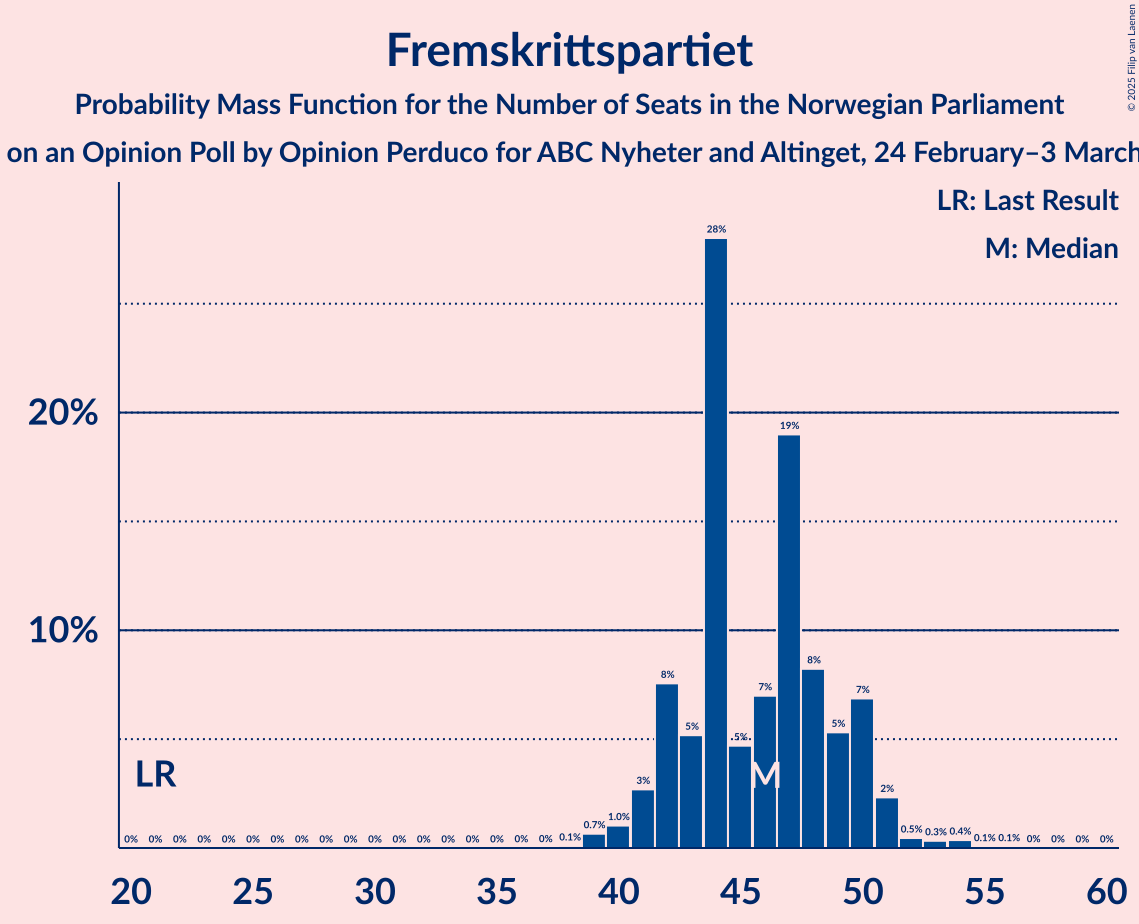 Fremskrittspartiet
Probability Mass Function for the Number of Seats in the Norwegian Parliament
on an Opinion Poll by Opinion Perduco for ABC Nyheter and Altinget, 24 February–3 March
© 2025 Filip van Laenen
LR: Last Result
M: Median
28%
20%
19%
10%
8%
5%
5%
7%
8%
5%
7%
LR
M
3%
2%
0% 0% 0% 0% 0% 0% 0% 0% 0% 0% 0% 0% 0% 0% 0% 0% 0% 0% 0.1% 0.7% 1.0% 0.5% 0.3% 0.4% 0.1% 0.1% 0% 0% 0% 0%
20 25 30 35 40 45 50 55 60